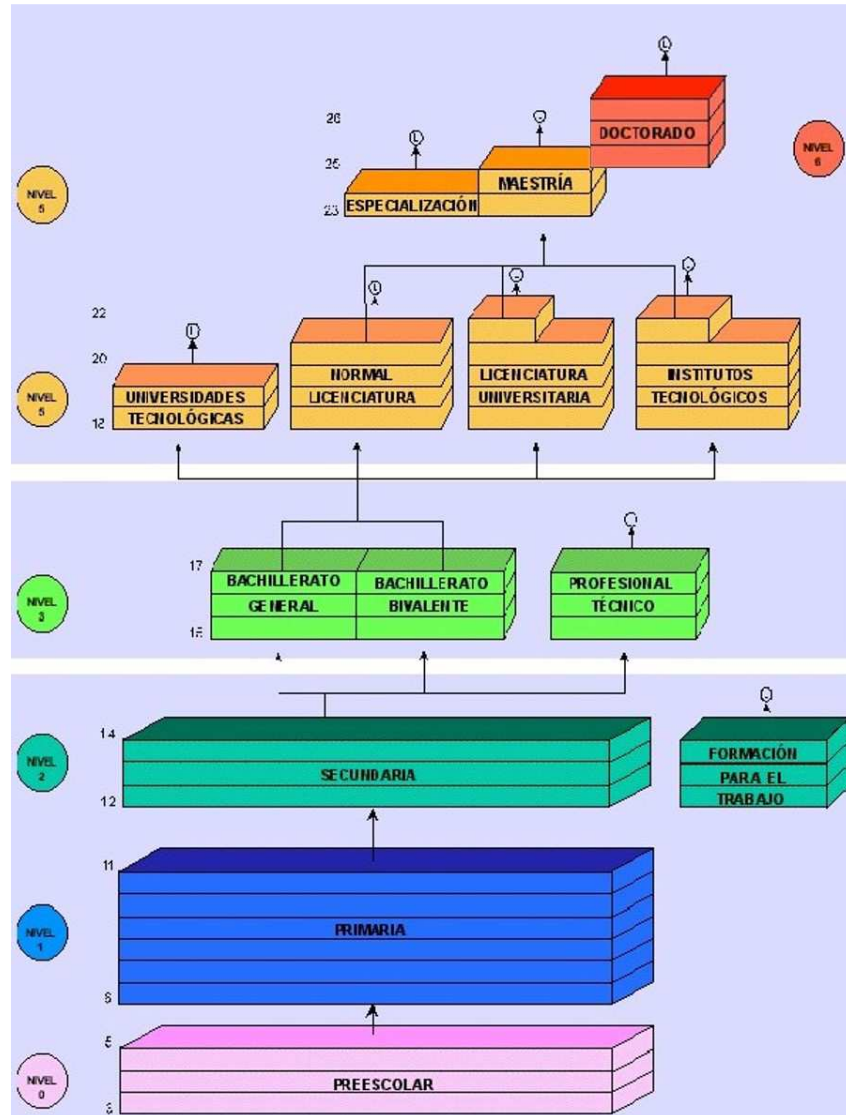 26
DOCTORADO
NIVEL
6
25
MAESTRÍA
NIVEL
5
23
ESPECIALIZACIÓN
22
20
NORMAL
LICENCIATURA
INSTITUTOS
UNIVERSIDADES
LICENCIATURA
UNIVERSITARIA
TECNOLÓGICOS
NIVEL
5
18
TECNOLÓGICAS
17
BACHILLERATO
BACHILLERATO
PROFESIONAL
GENERAL
BIVALENTE
TÉCNICO
NIVEL
3
15
14
FORMACIÓN
NIVEL
2
SECUNDARIA
PARA EL
12
TRABAJO
11
NIVEL
1
PRIMARIA
6
5
NIVEL
0
PREESCOLAR
3